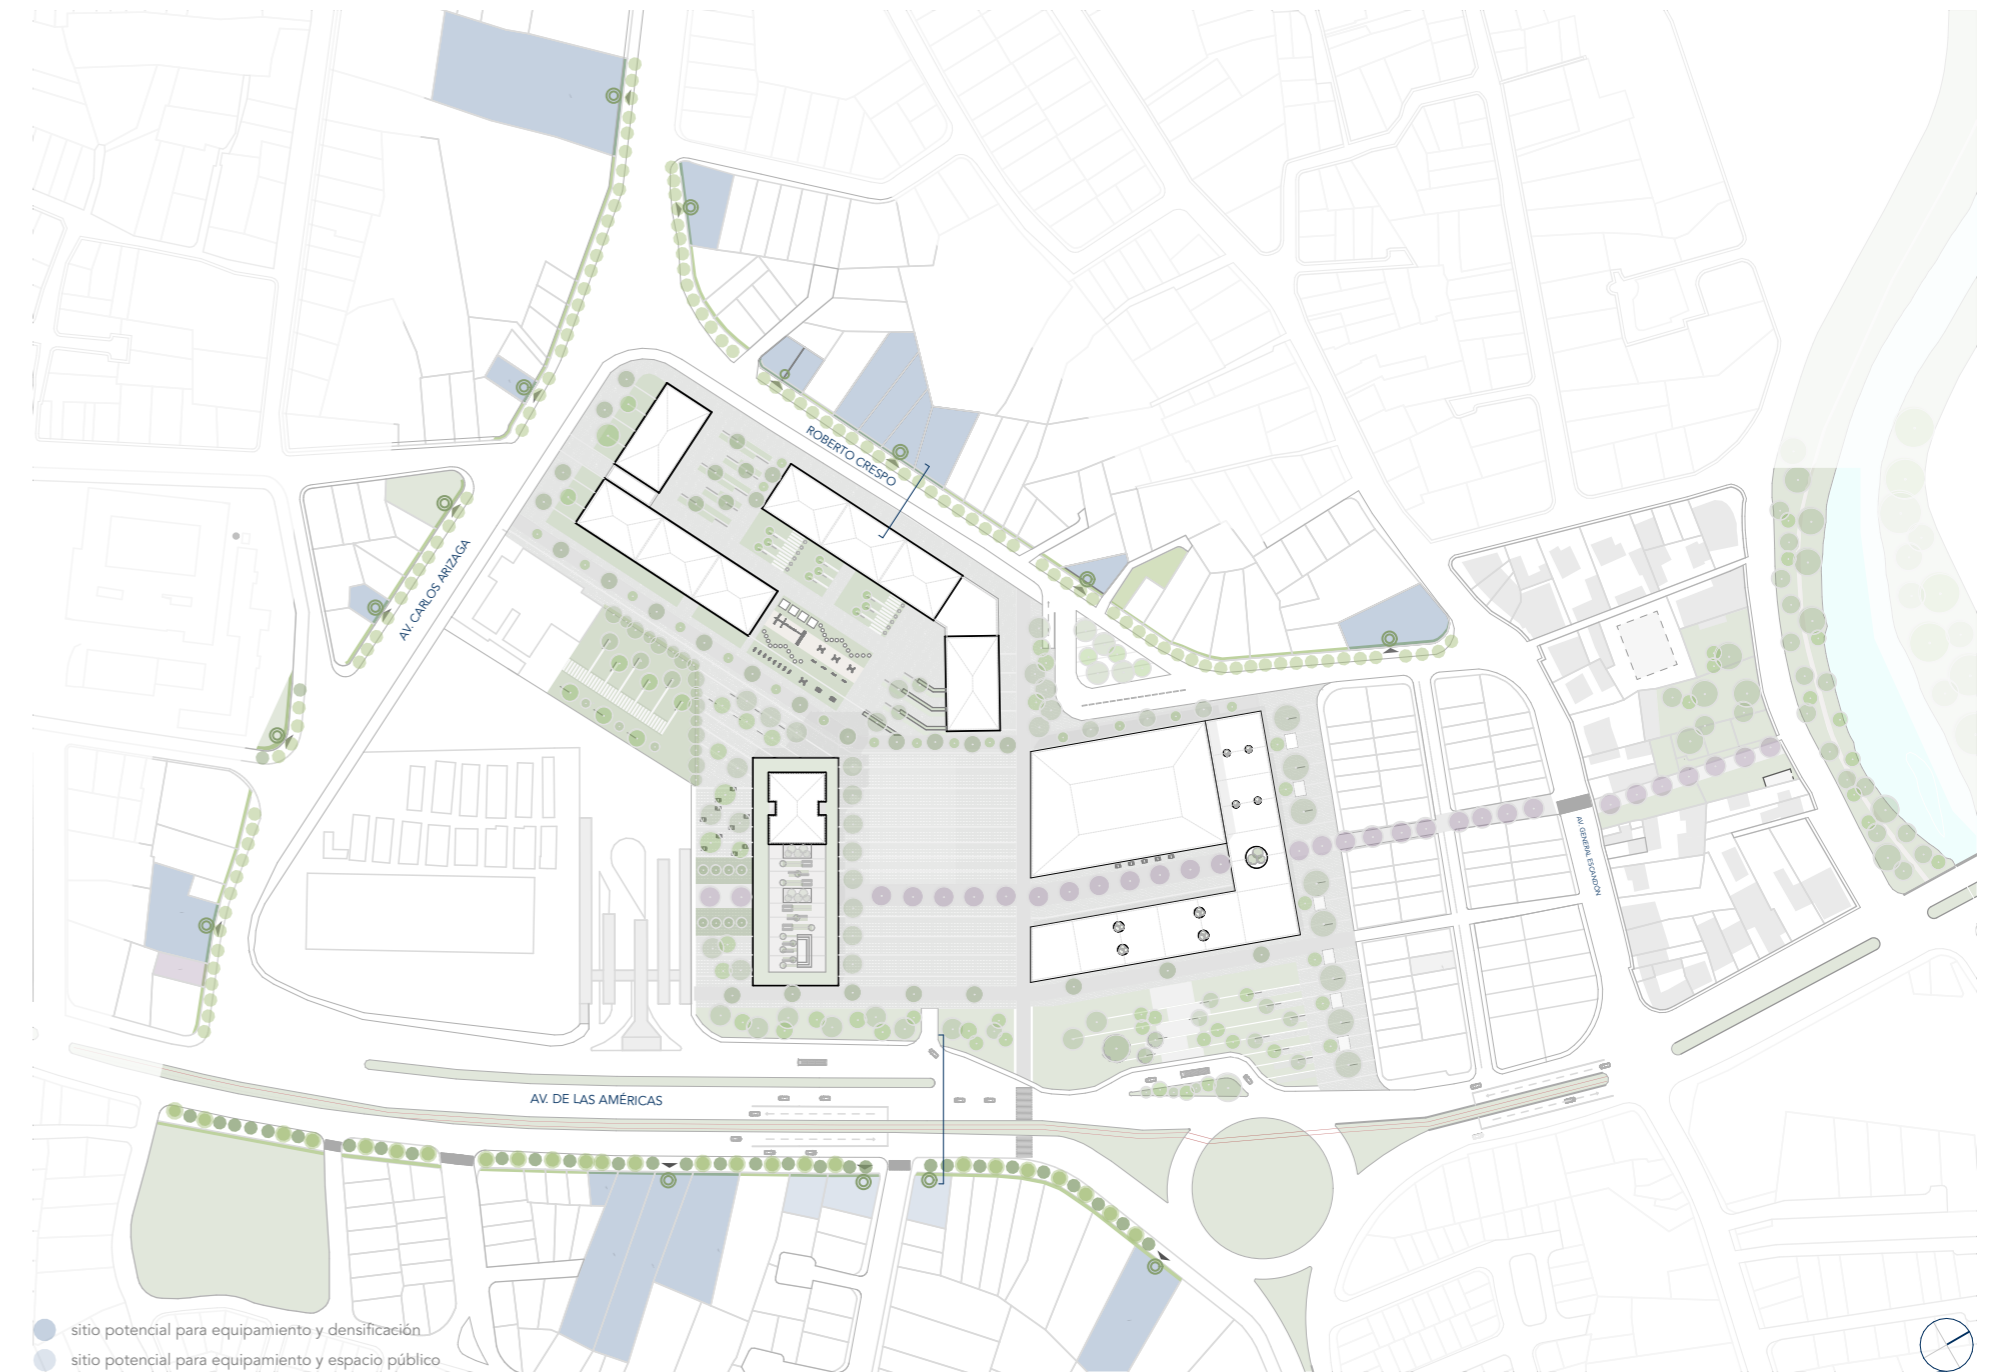 ROBERTO CRESPO
AV. CARLOS ARIZAGA
AV. GENERAL ESCANDÓN
AV. DE LAS AMÉRICAS
sitio potencial para equipamiento y densificación
sitio potencial para equipamiento y espacio público